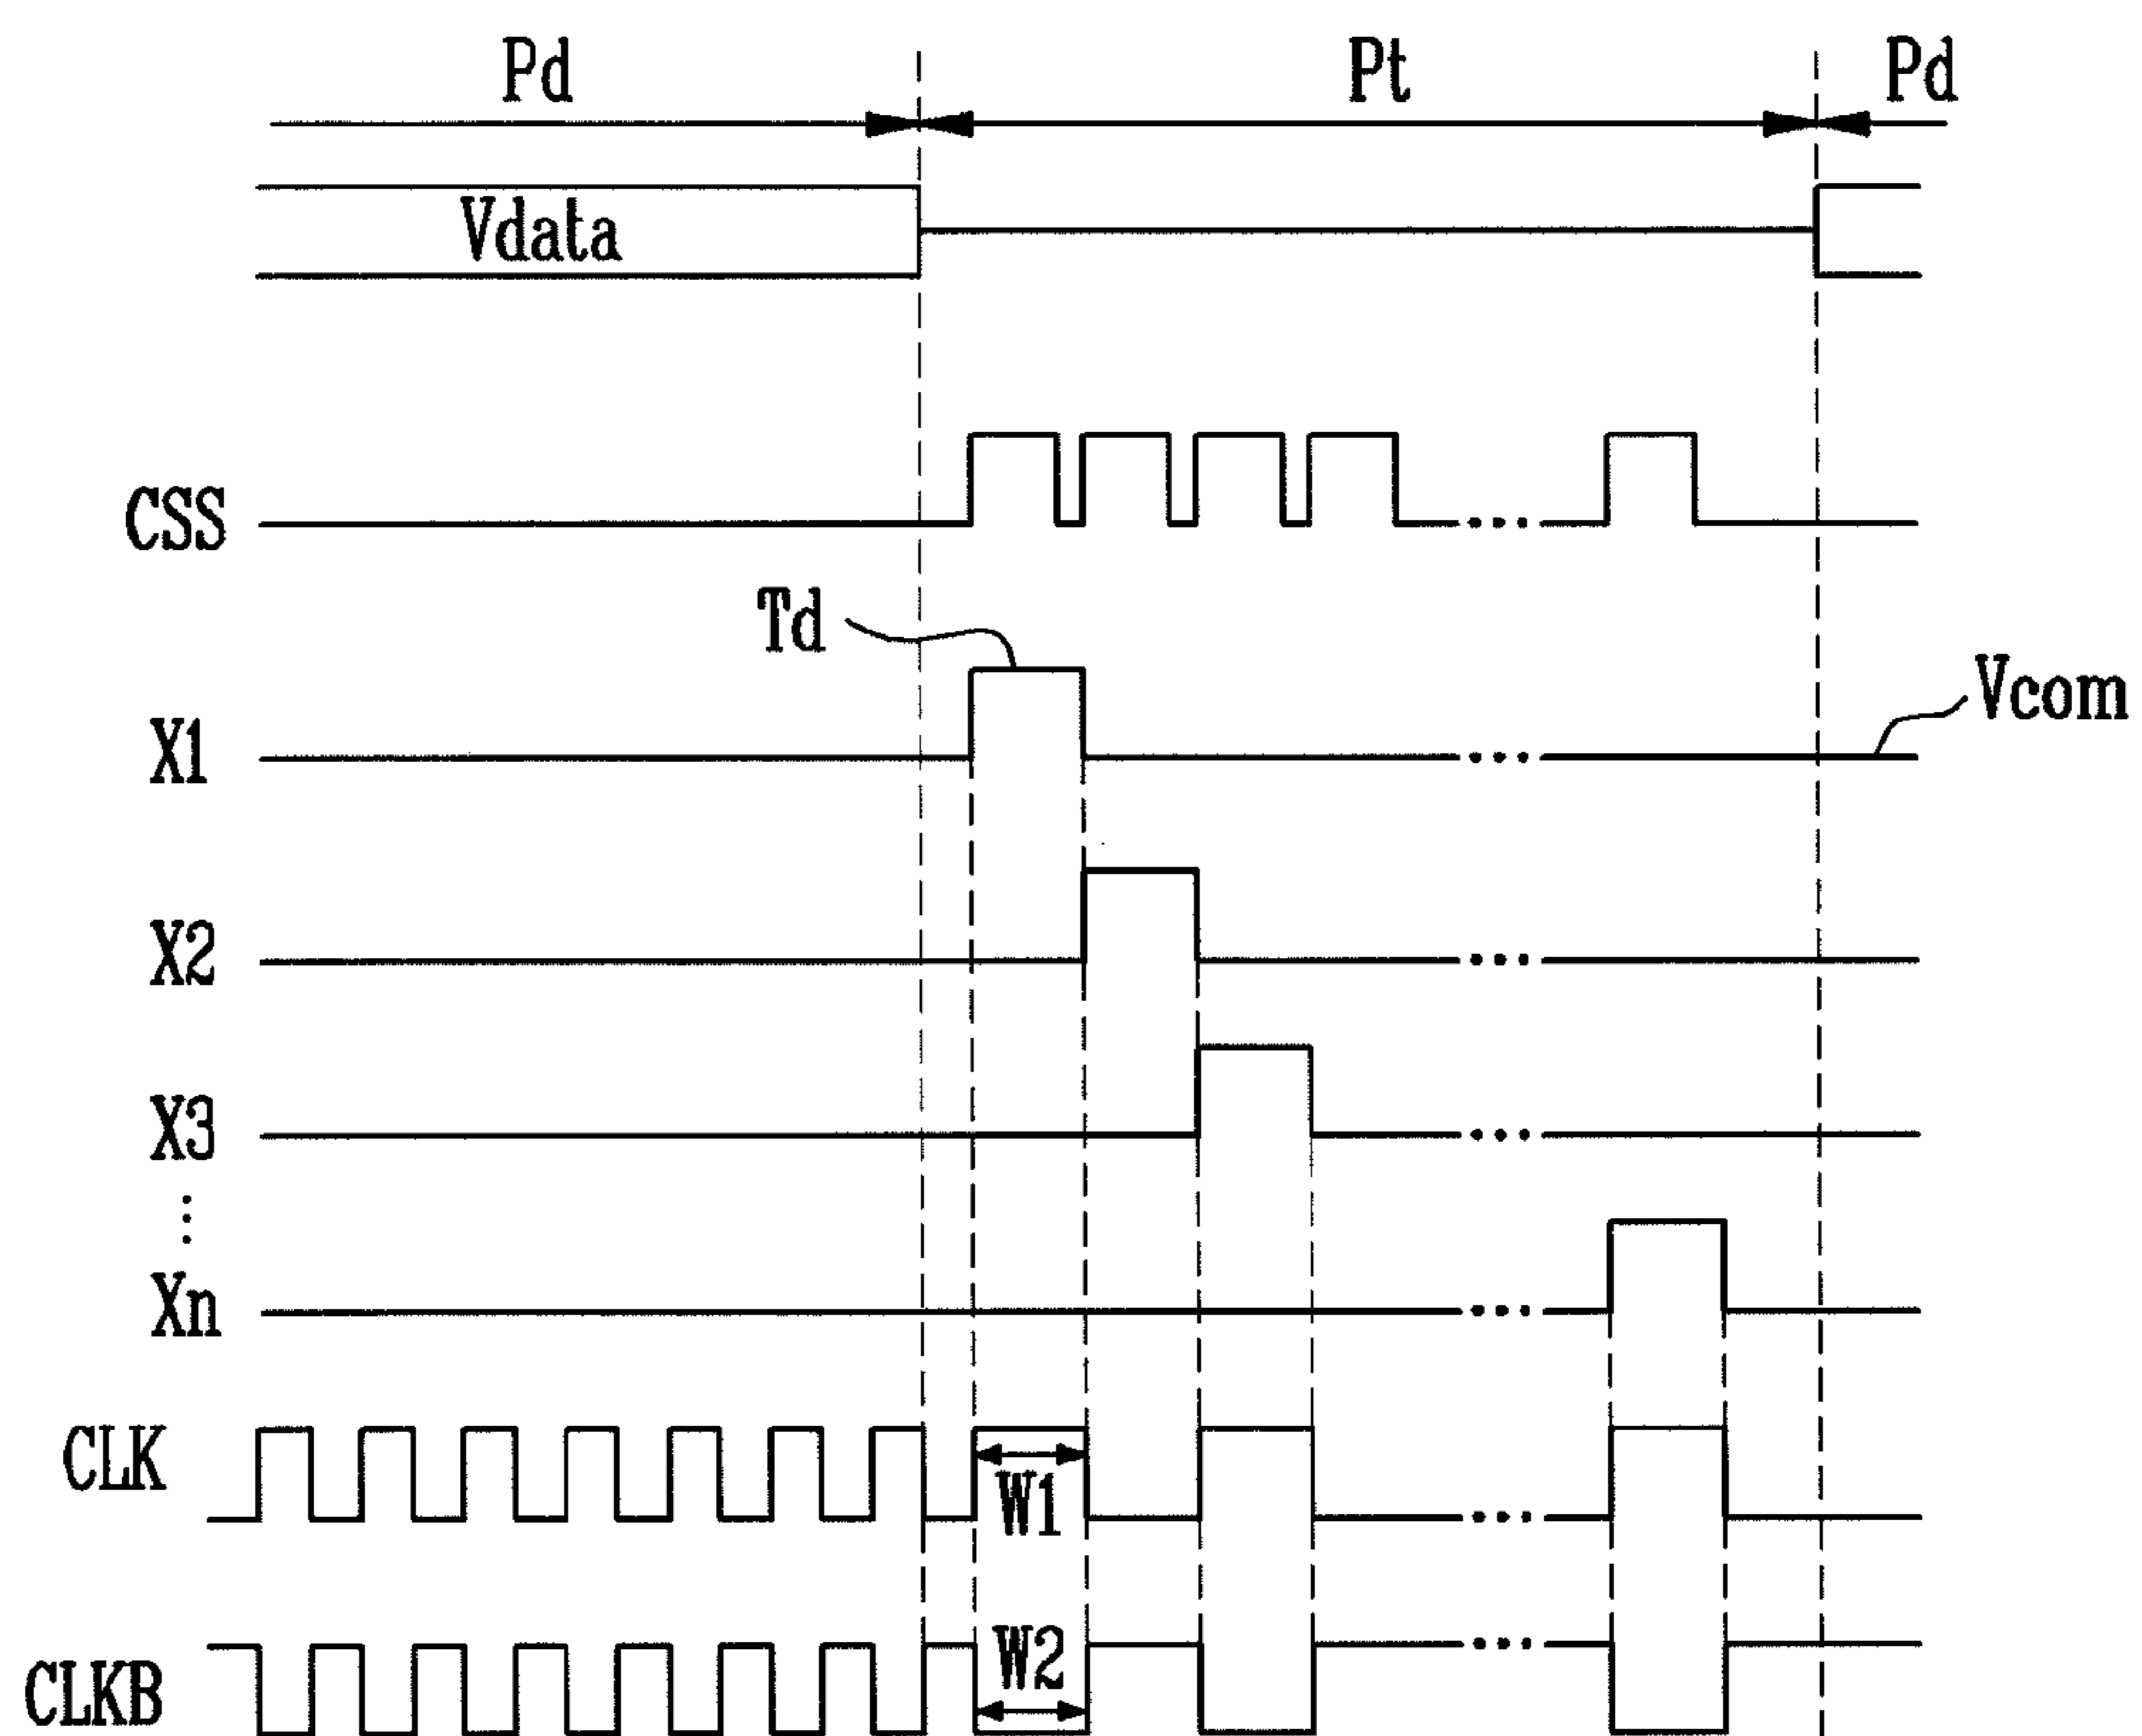 Pd Pt Pd
Vdata
CSS
Td
X1
Vcom
X2
X3
⋮
Xn
CLK
W1
W2
CLKB